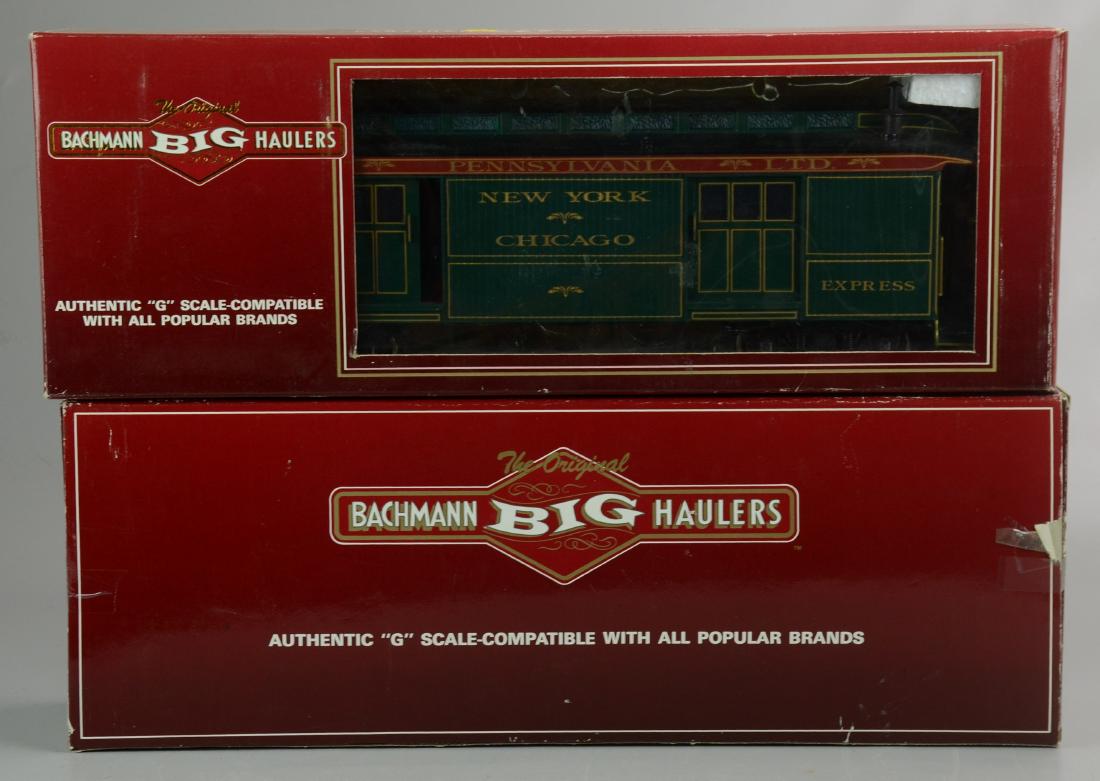 The Original
BACHMANN BIG HAULERS
AUTHENTIC "G" SCALE-COMPATIBLE
WITH ALL POPULAR BRANDS
PENNSYLVANIA LTD.
NEW YORK
CHICAGO
EXPRESS
The Original
BACHMANN BIG HAULERS
TM
AUTHENTIC "G" SCALE-COMPATIBLE WITH ALL POPULAR BRANDS